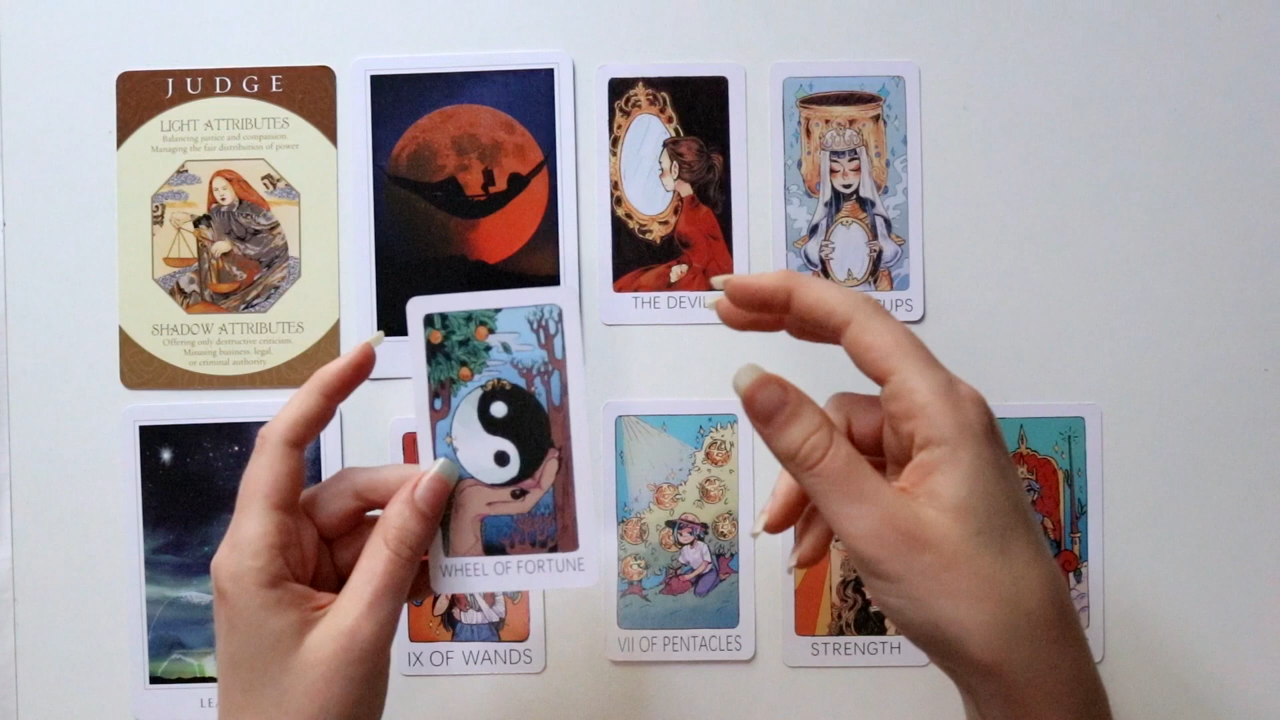 JUDGE
LIGHT ATTRIBUTES
Balancing justice and compassion
Managing the fair distribution of power
SHADOW ATTRIBUTES
Offering only destructive criticism.
Misusing business, legal,
or criminal authority
THE DEVIL
CUPS
WHEEL OF FORTUNE
IX OF WANDS
VII OF PENTACLES
STRENGTH